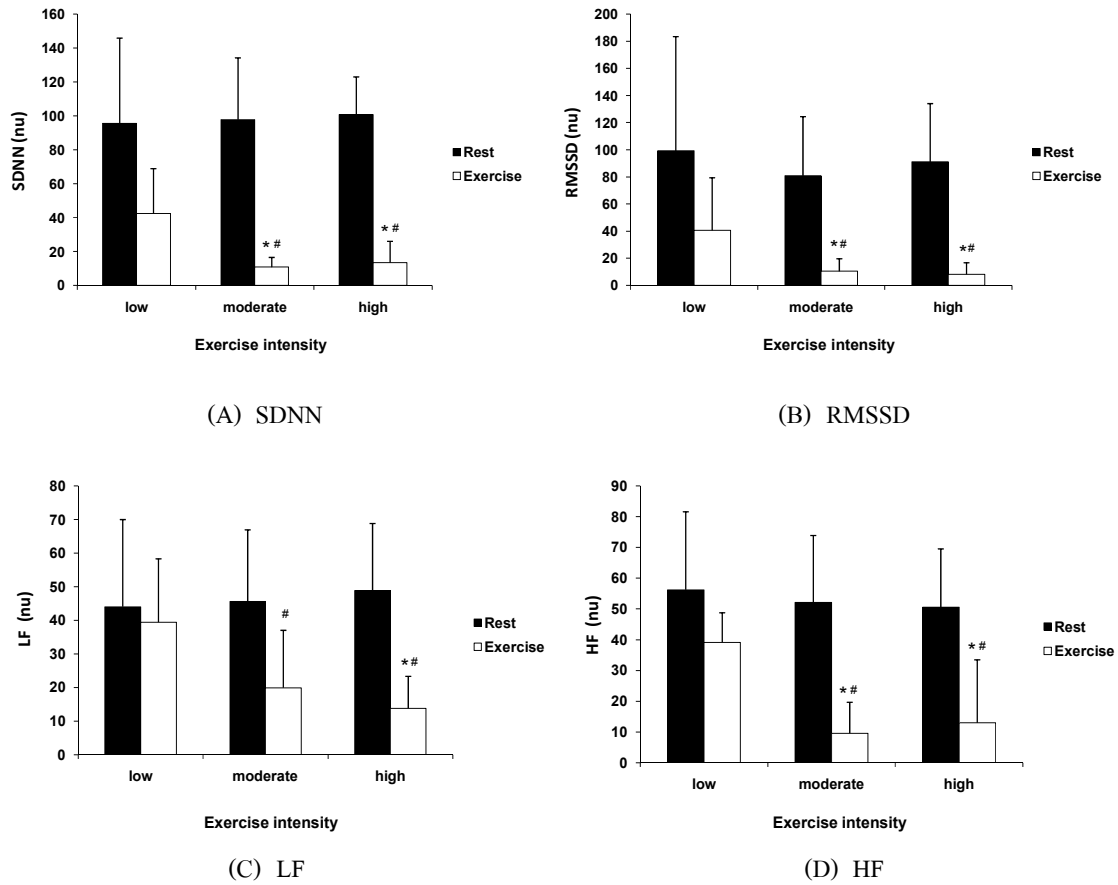 160
140
120
100
80
60
40
20
0
SDNN (nu)
* #
* #
low moderate high
Exercise intensity
Rest
Exercise
(A) SDNN
200
180
160
140
120
100
80
60
40
20
0
RMSSD (nu)
*#
*#
low moderate high
Exercise intensity
Rest
Exercise
(B) RMSSD
80
70
60
50
40
30
20
10
0
LF (nu)
#
*#
low moderate high
Exercise intensity
Rest
Exercise
(C) LF
90
80
70
60
50
40
30
20
10
0
HF (nu)
*#
*#
low moderate high
Exercise intensity
Rest
Exercise
(D) HF